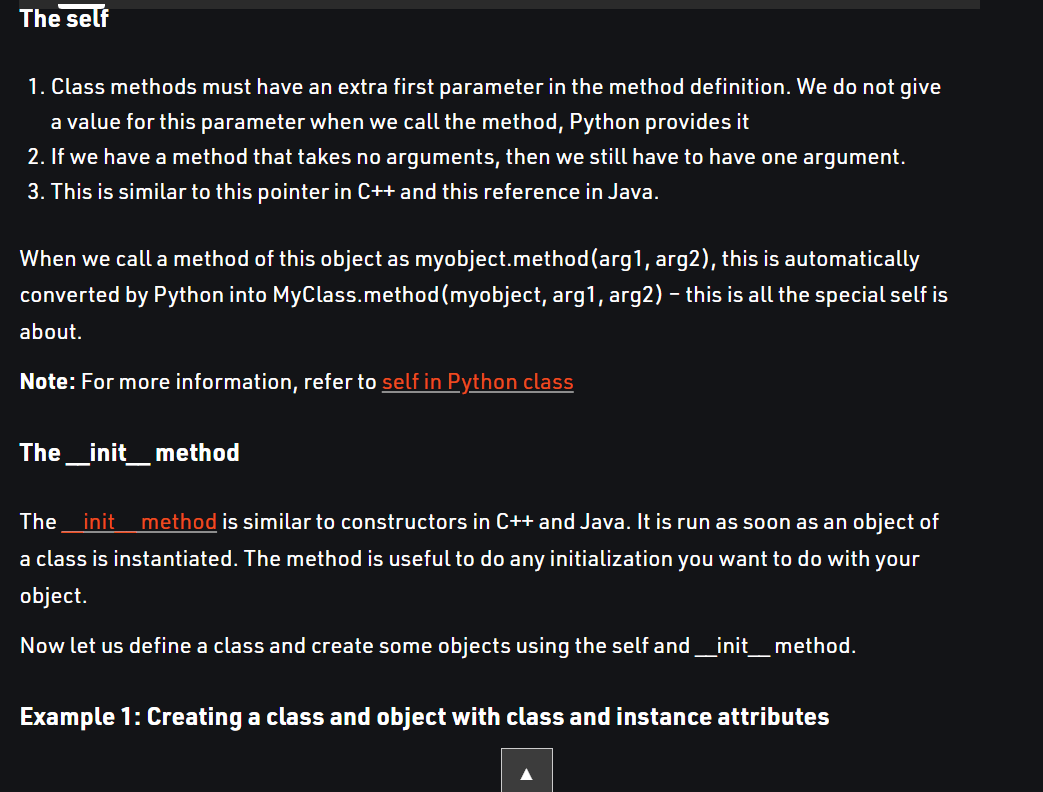 The self
1. Class methods must have an extra first parameter in the method definition. We do not give
a value for this parameter when we call the method, Python provides it
2. If we have a method that takes no arguments, then we still have to have one argument.
3. This is similar to this pointer in C++ and this reference in Java.
When we call a method of this object as myobject.method(arg1, arg2), this is automatically
converted by Python into MyClass.method(myobject, arg1, arg2) – this is all the special self is
about.
Note: For more information, refer to self in Python class
The __init__ method
The __init__ method is similar to constructors in C++ and Java. It is run as soon as an object of
a class is instantiated. The method is useful to do any initialization you want to do with your
object.
Now let us define a class and create some objects using the self and __init__ method.
Example 1: Creating a class and object with class and instance attributes